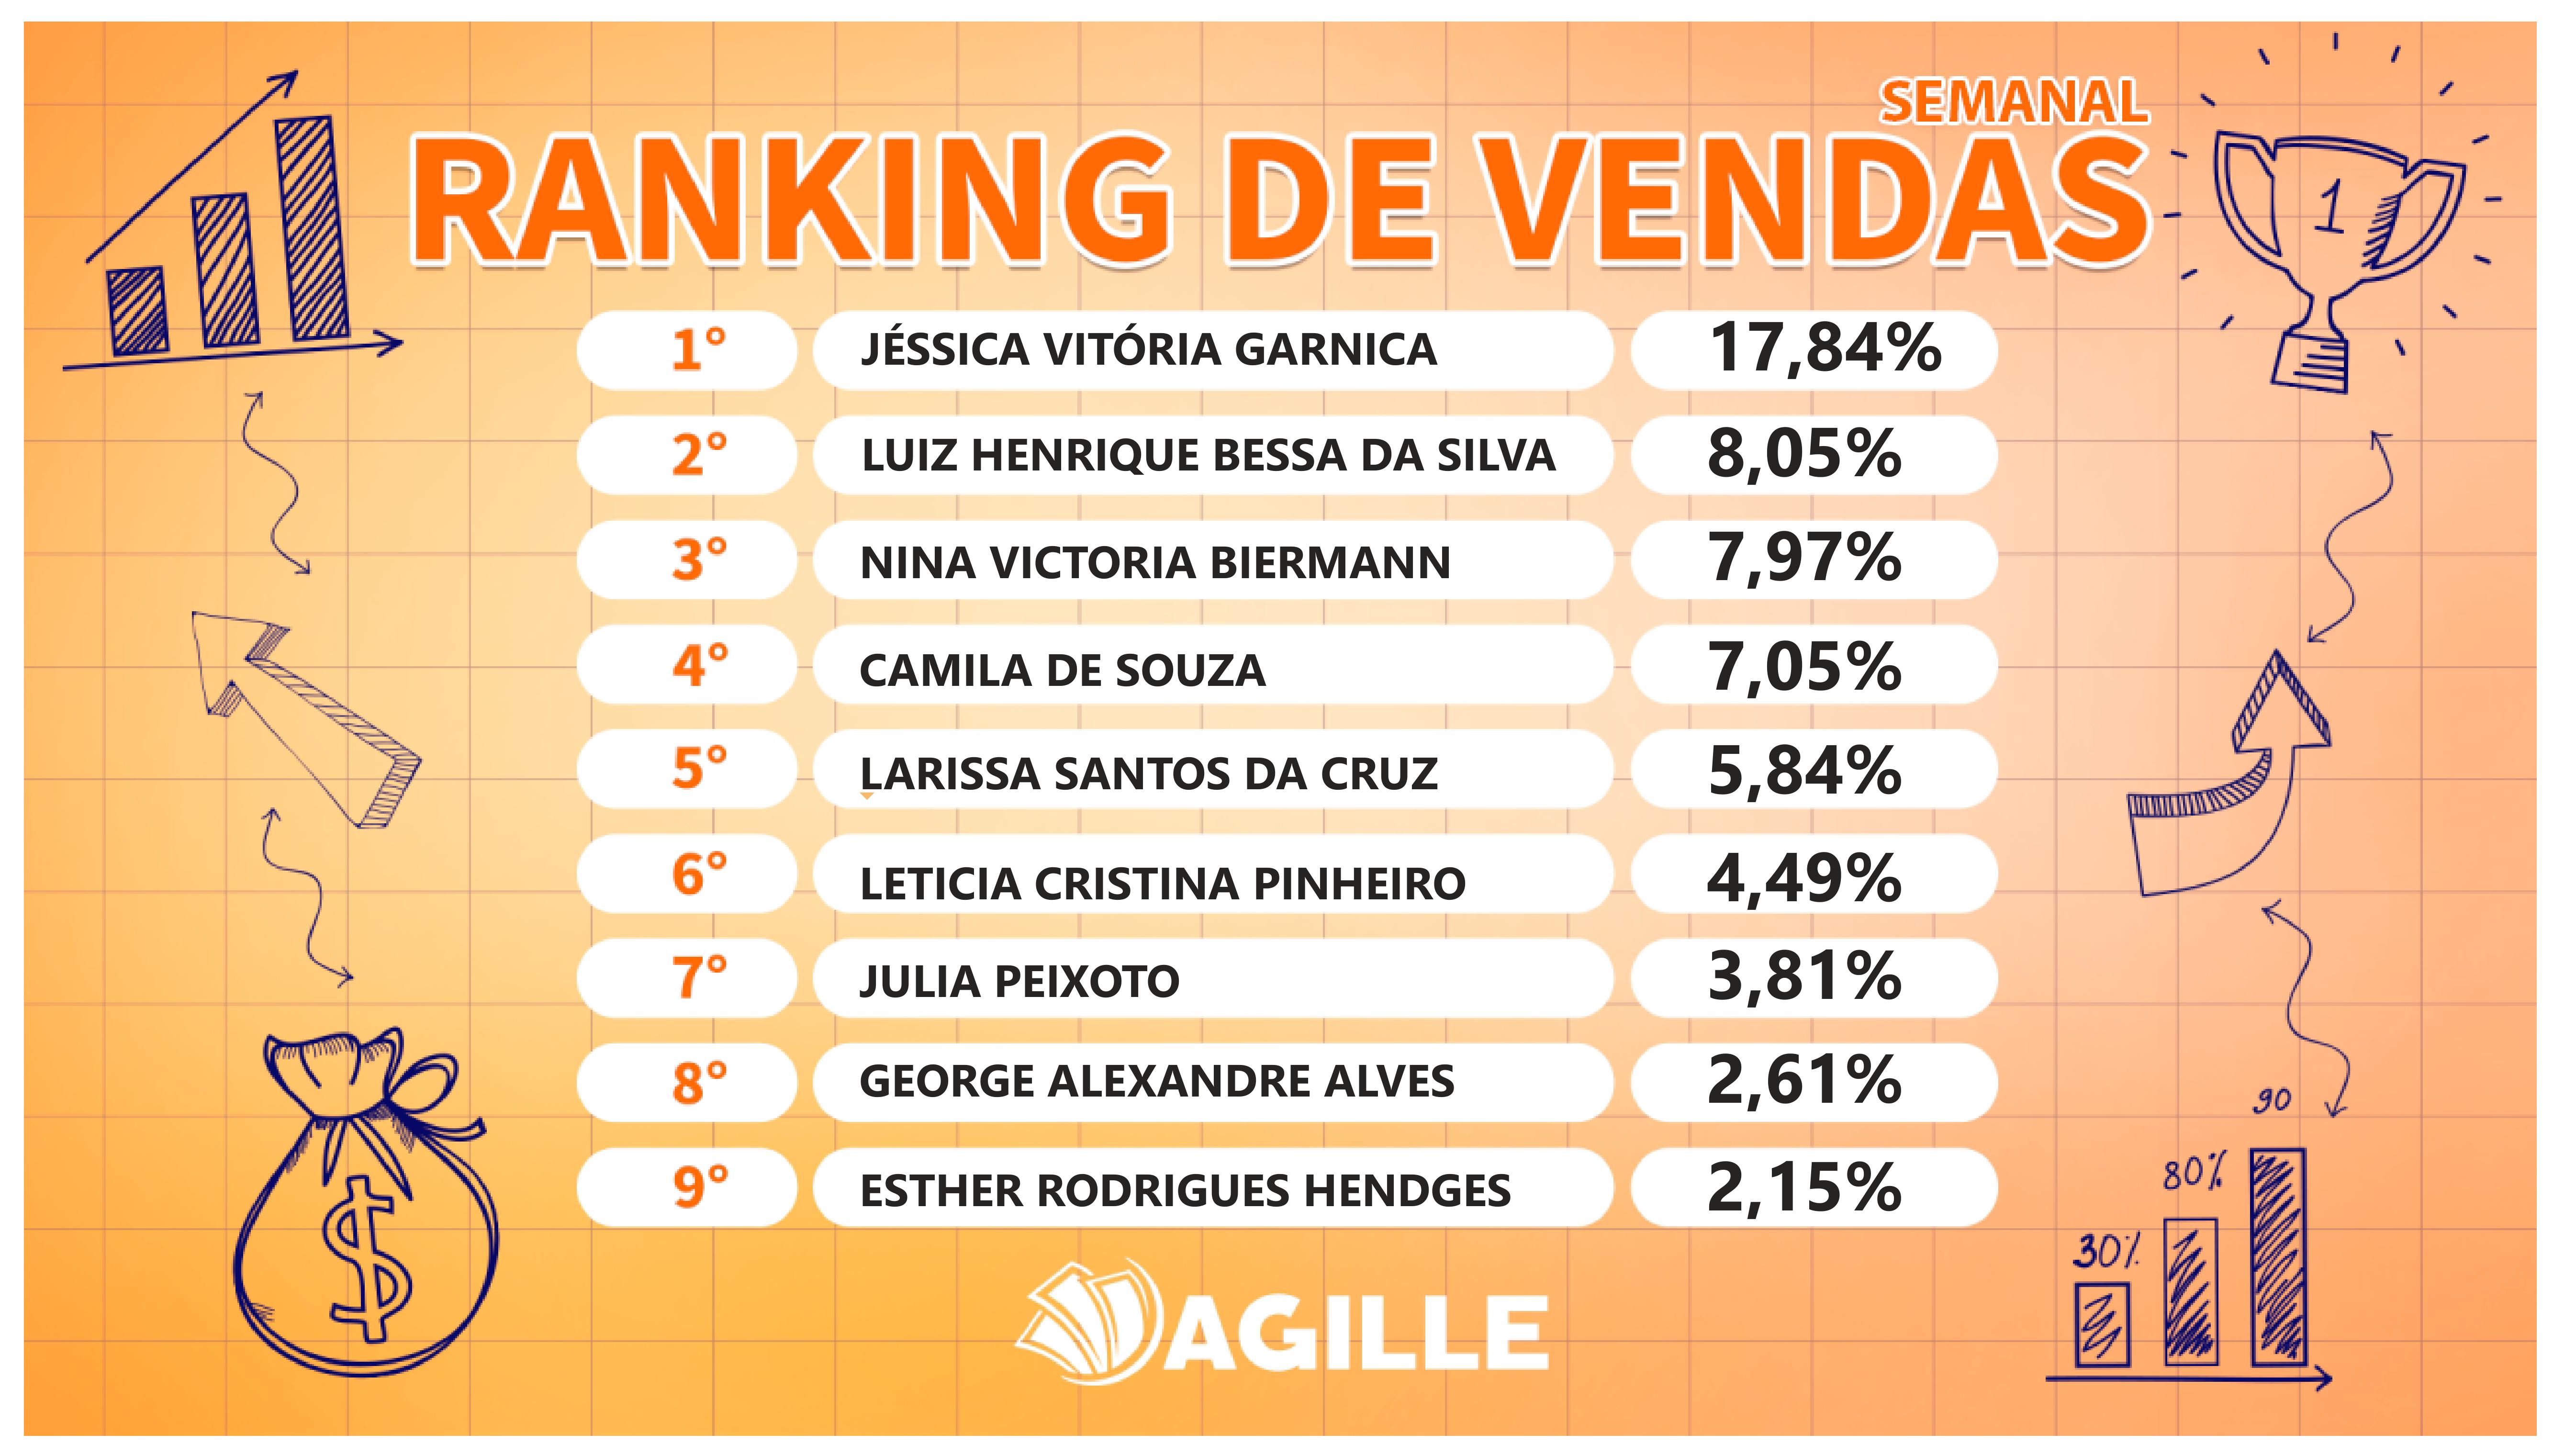 SEMANAL
RANKING DE VENDAS
1
1° JÉSSICA VITÓRIA GARNICA 17,84%
2° LUIZ HENRIQUE BESSA DA SILVA 8,05%
3° NINA VICTORIA BIERMANN 7,97%
4° CAMILA DE SOUZA 7,05%
5° LARISSA SANTOS DA CRUZ 5,84%
6° LETICIA CRISTINA PINHEIRO 4,49%
7° JULIA PEIXOTO 3,81%
8° GEORGE ALEXANDRE ALVES 2,61%
9° ESTHER RODRIGUES HENDGES 2,15%
90
80%
30%
$
AGILLE